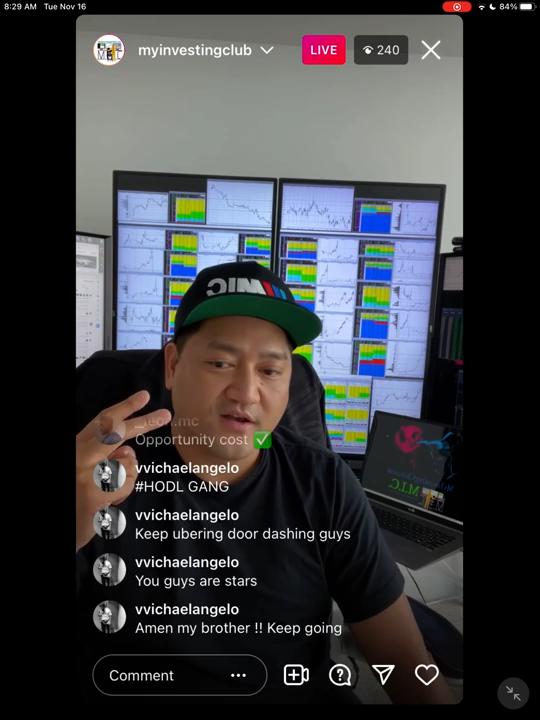 8:29 AM Tue Nov 16
84%
myinvestingclub
LIVE
240
MIC
Opportunity cost ✅
vvichaelangelo
#HODL GANG
vvichaelangelo
Keep ubering door dashing guys
vvichaelangelo
You guys are stars
vvichaelangelo
Amen my brother !! Keep going
M.I.C.
Comment